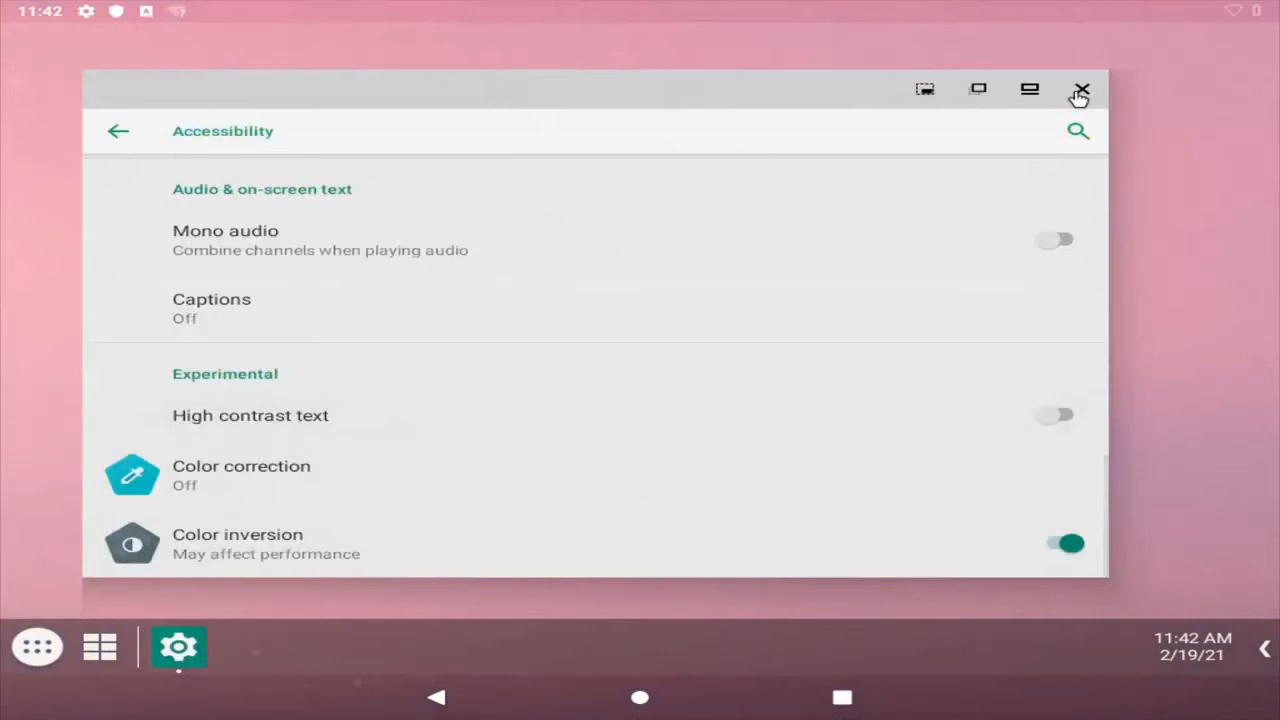 11:42
Accessibility
Audio & on-screen text
Mono audio
Combine channels when playing audio
Captions
Off
Experimental
High contrast text
Color correction
Off
Color inversion
May affect performance
11:42 AM
2/19/21